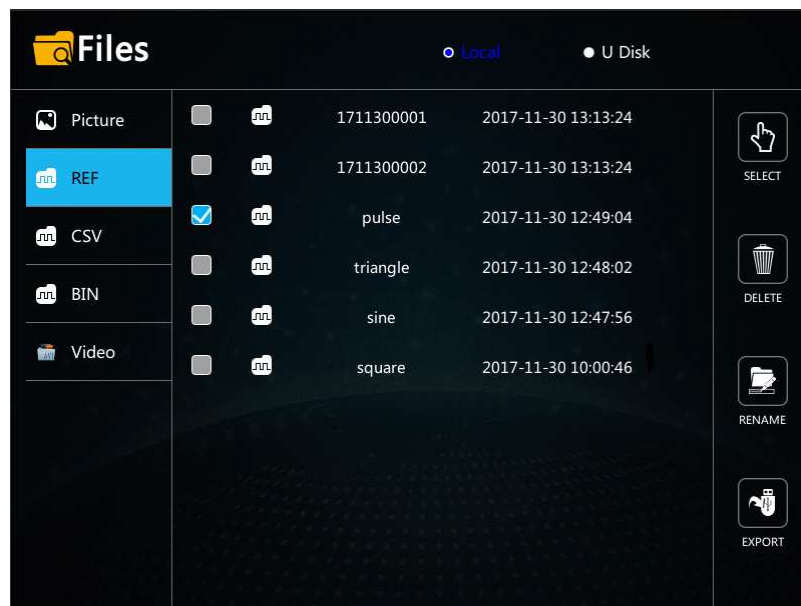 Files
Local
U Disk
Picture
REF
CSV
BIN
Video
1711300001 2017-11-30 13:13:24
1711300002 2017-11-30 13:13:24
pulse 2017-11-30 12:49:04
triangle 2017-11-30 12:48:02
sine 2017-11-30 12:47:56
square 2017-11-30 10:00:46
SELECT
DELETE
RENAME
EXPORT